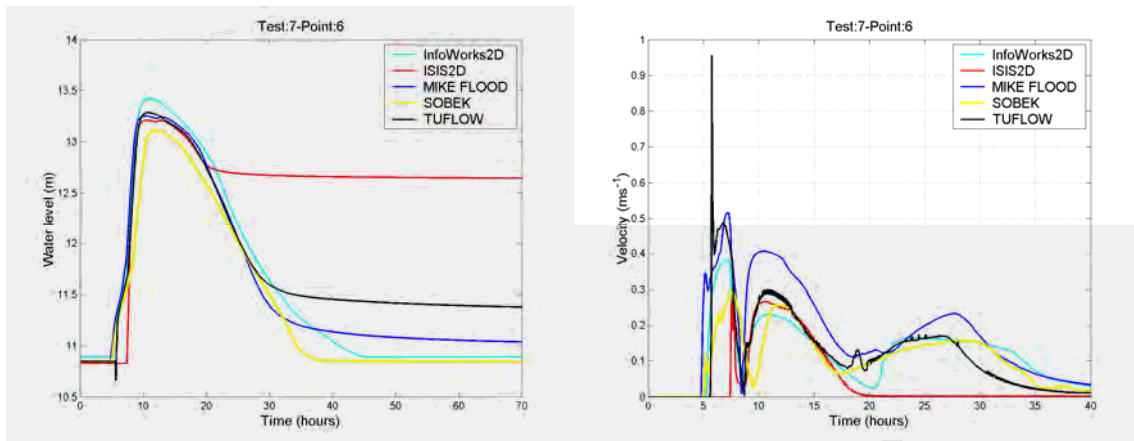 Test:7-Point:6
14
13.5
13
12.5
12
11.5
11
10.5
Water level (m)
0
10
20
30
40
50
60
70
Time (hours)
InfoWorks2D
ISIS2D
MIKE FLOOD
SOBEK
TUFLOW
Test:7-Point:6
1
0.9
0.8
0.7
0.6
0.5
0.4
0.3
0.2
0.1
0
Velocity (ms⁻¹)
0
5
10
15
20
25
30
35
40
Time (hours)
InfoWorks2D
ISIS2D
MIKE FLOOD
SOBEK
TUFLOW